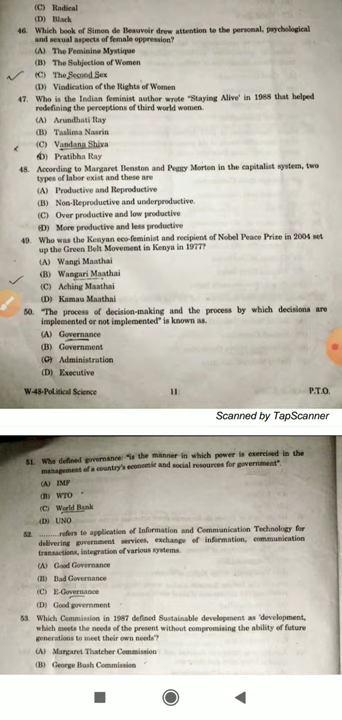 (C) Radical
(D) Black
46. Which book of Simon de Beauvoir drew attention to the personal, psychological
and sexual aspects of female oppression?
(A) The Feminine Mystique
(B) The Subjection of Women
(C) The Second Sex
(D) Vindication of the Rights of Women
47. Who is the Indian feminist author wrote "Staying Alive' in 1988 that helped
redefining the perceptions of third world women.
(A) Arundhati Ray
(B) Taslima Nasrin
(C) Vandana Shiva
(D) Pratibha Ray
48. According to Margaret Benston and Peggy Morton in the capitalist system, two
types of labor exist and these are
(A) Productive and Reproductive
(B) Non-Reproductive and underproductive.
(C) Over productive and low productive
(D) More productive and less productive
49. Who was the Kenyan eco-feminist and recipient of Nobel Peace Prize in 2004 set
up the Green Belt Movement in Kenya in 1977?
(A) Wangi Maathai
(B) Wangari Maathai
(C) Aching Maathai
(D) Kamau Maathai
50. "The process of decision-making and the process by which decisions are
implemented or not implemented" is known as.
(A) Governance
(B) Government
(C) Administration
(D) Executive
W-48-Political Science 11 P.T.O.
Scanned by TapScanner
51. Who defined governance: "is the manner in which power is exercised in the
management of a country's economic and social resources for government".
(A) IMF
(B) WTO
(C) World Bank
(D) UNO
52. .........refers to application of Information and Communication Technology for
delivering government services, exchange of information, communication
transactions, integration of various systems.
(A) Good Governance
(B) Bad Governance
(C) E-Governance
(D) Good government
53. Which Commission in 1987 defined Sustainable development as 'development,
which meets the needs of the present without compromising the ability of future
generations to meet their own needs'?
(A) Margaret Thatcher Commission
(B) George Bush Commission